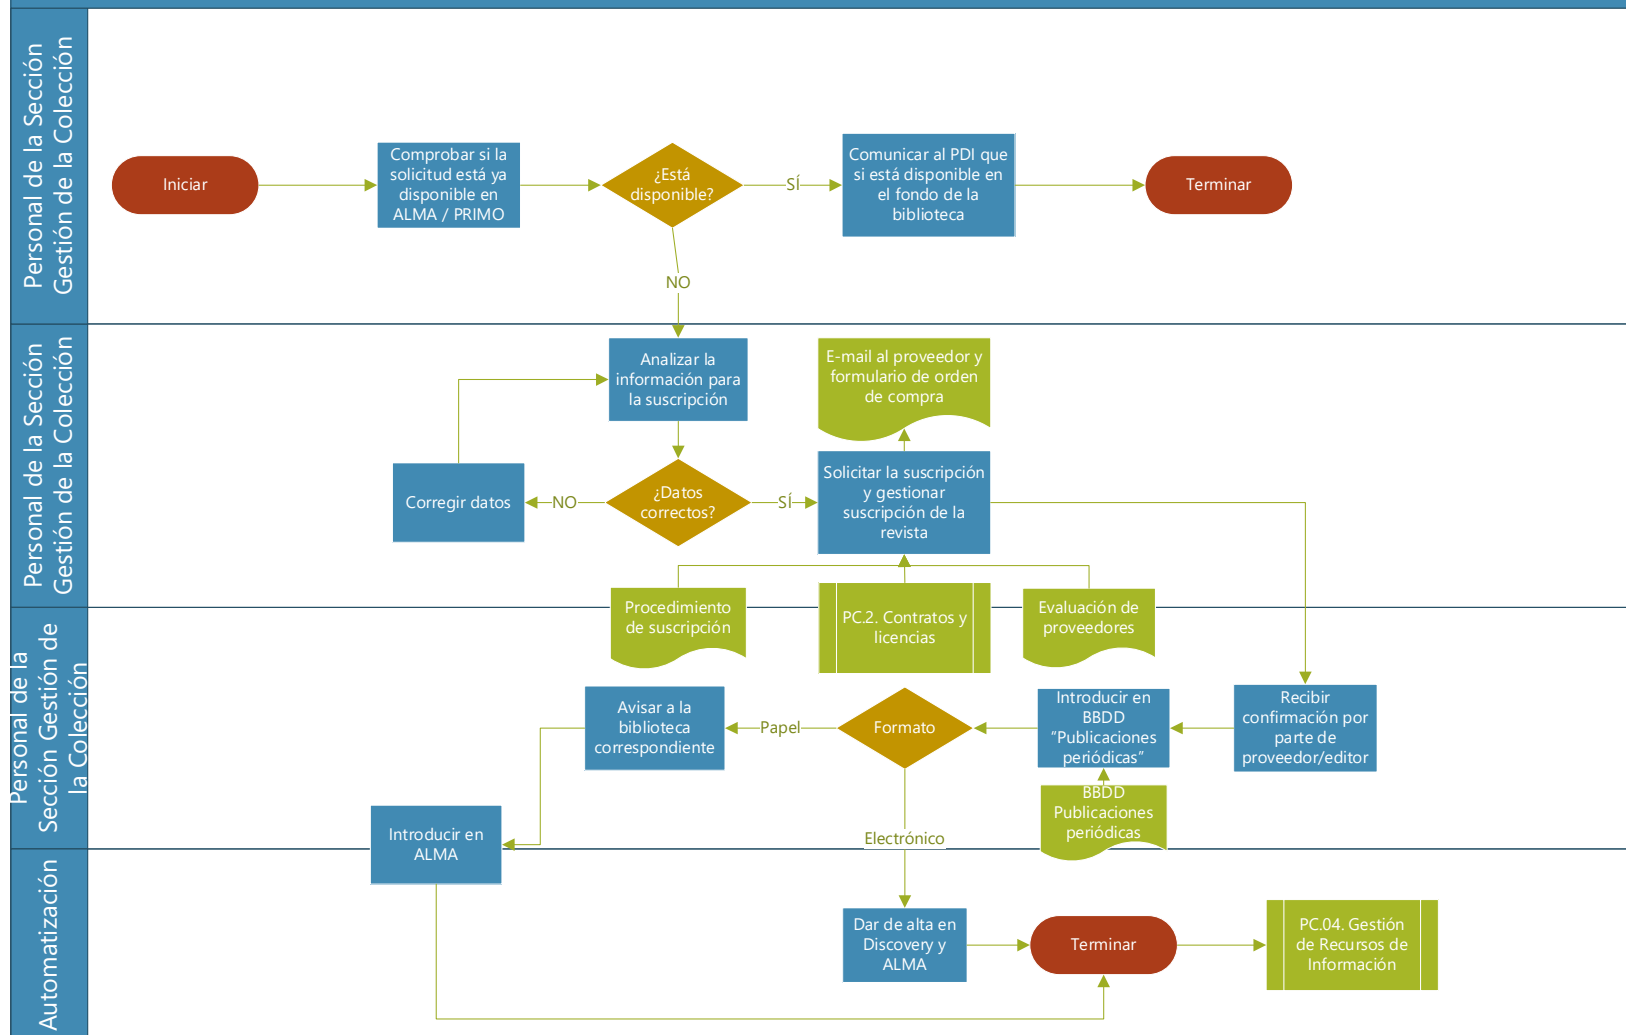 Personal de la Sección
Gestión de la Colección
Iniciar
Comprobar si la
solicitud está ya
disponible en
ALMA / PRIMO
¿Está
disponible?
SÍ
Comunicar al PDI que
si está disponible en
el fondo de la
biblioteca
Terminar
NO
Personal de la Sección
Gestión de la Colección
Analizar la
información para
la suscripción
E-mail al proveedor y
formulario de orden
de compra
Corregir datos
NO
¿Datos
correctos?
SÍ
Solicitar la suscripción
y gestionar
suscripción de la
revista
Procedimiento
de suscripción
PC.2. Contratos y
licencias
Evaluación de
proveedores
Personal de la
Sección Gestión de
la Colección
Avisar a la
biblioteca
correspondiente
Papel
Formato
Introducir en
BBDD
“Publicaciones
periódicas”
Recibir
confirmación por
parte de
proveedor/editor
BBDD
Publicaciones
periódicas
Introducir en
ALMA
Electrónico
Automatización
Dar de alta en
Discovery y
ALMA
Terminar
PC.04. Gestión
de Recursos de
Información